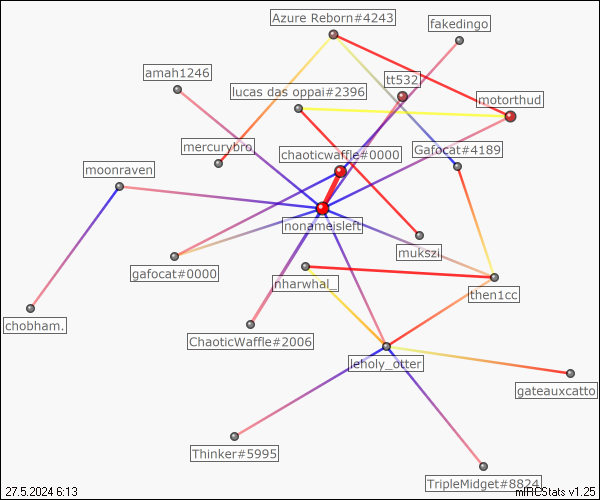 Azure Reborn#4243
fakedingo
amah1246
tt532
lucas das oppai#2396
motorthud
mercurybro
chaoticwaffle#0000
Gafocat#4189
moonraven
nonameisleft
mukszi
gafocat#0000
nharwhal_
then1cc
chobham.
ChaoticWaffle#2006
leholy_otter
gateauxcatto
Thinker#5995
TripleMidget#8824
27.5.2024 6:13
mIRCStats v1.25